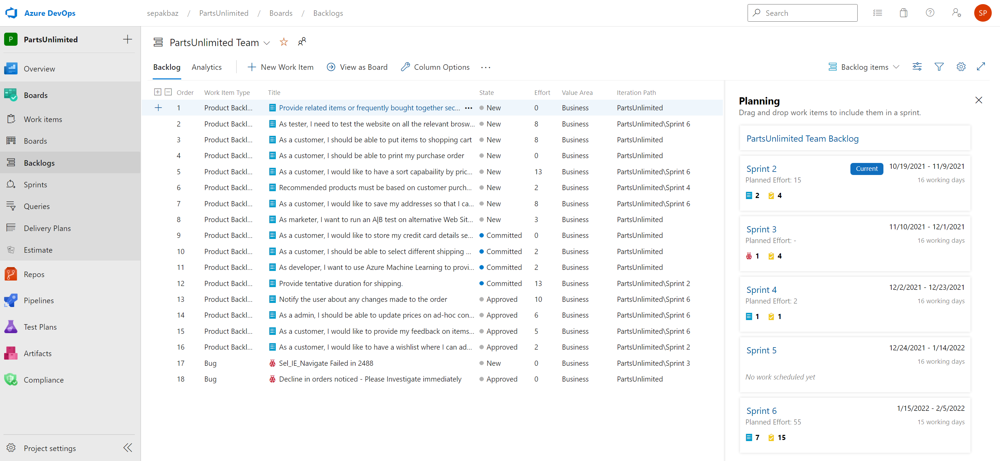 Azure DevOps
sepakbaz / PartsUnlimited / Boards / Backlogs
Search
SP
P PartsUnlimited
Overview
Boards
Work items
Boards
Backlogs
Sprints
Queries
Delivery Plans
Estimate
Repos
Pipelines
Test Plans
Artifacts
Compliance
Project settings
PartsUnlimited Team
Backlog Analytics New Work Item View as Board Column Options ... Backlog items
Order Work Item Type Title State Effort Value Area Iteration Path
1 Product Backl... Provide related items or frequently bought together sec... ... New 0 Business PartsUnlimited
2 Product Backl... As tester, I need to test the website on all the relevant brosw... New 8 Business PartsUnlimited\Sprint 6
3 Product Backl... As a customer, I should be able to put items to shopping cart New 8 Business PartsUnlimited
4 Product Backl... As a customer, I should be able to print my purchase order New 0 Business PartsUnlimited
5 Product Backl... As a customer, I would like to have a sort capabaility by pric... New 13 Business PartsUnlimited\Sprint 6
6 Product Backl... Recommended products must be based on customer purch... New 2 Business PartsUnlimited\Sprint 4
7 Product Backl... As a customer, I would like to save my addresses so that I ca... New 8 Business PartsUnlimited\Sprint 6
8 Product Backl... As marketer, I want to run an A|B test on alternative Web Sit... New 3 Business PartsUnlimited
9 Product Backl... As a customer, I would like to store my credit card details se... Committed 0 Business PartsUnlimited
10 Product Backl... As a customer, I should be able to select different shipping ... Committed 2 Business PartsUnlimited
11 Product Backl... As developer, I want to use Azure Machine Learning to provi... Committed 2 Business PartsUnlimited
12 Product Backl... Provide tentative duration for shipping. Committed 13 Business PartsUnlimited\Sprint 2
13 Product Backl... Notify the user about any changes made to the order Approved 10 Business PartsUnlimited\Sprint 6
14 Product Backl... As a admin, I should be able to update prices on ad-hoc con... Approved 6 Business PartsUnlimited\Sprint 6
15 Product Backl... As a customer, I would like to provide my feedback on items... Approved 5 Business PartsUnlimited\Sprint 6
16 Product Backl... As a customer, I would like to have a wishlist where I can ad... Approved 2 Business PartsUnlimited\Sprint 2
17 Bug Sel_IE_Navigate Failed in 2488 New 0 Business PartsUnlimited\Sprint 3
18 Bug Decline in orders noticed - Please Investigate immediately Approved 0 Business PartsUnlimited
Planning
Drag and drop work items to include them in a sprint.
PartsUnlimited Team Backlog
Sprint 2 Current 10/19/2021 - 11/9/2021
Planned Effort: 15 16 working days
2 4
Sprint 3 11/10/2021 - 12/1/2021
Planned Effort: - 16 working days
1 4
Sprint 4 12/2/2021 - 12/23/2021
Planned Effort: 2 16 working days
1 1
Sprint 5 12/24/2021 - 1/14/2022
16 working days
No work scheduled yet
Sprint 6 1/15/2022 - 2/5/2022
Planned Effort: 55 15 working days
7 15